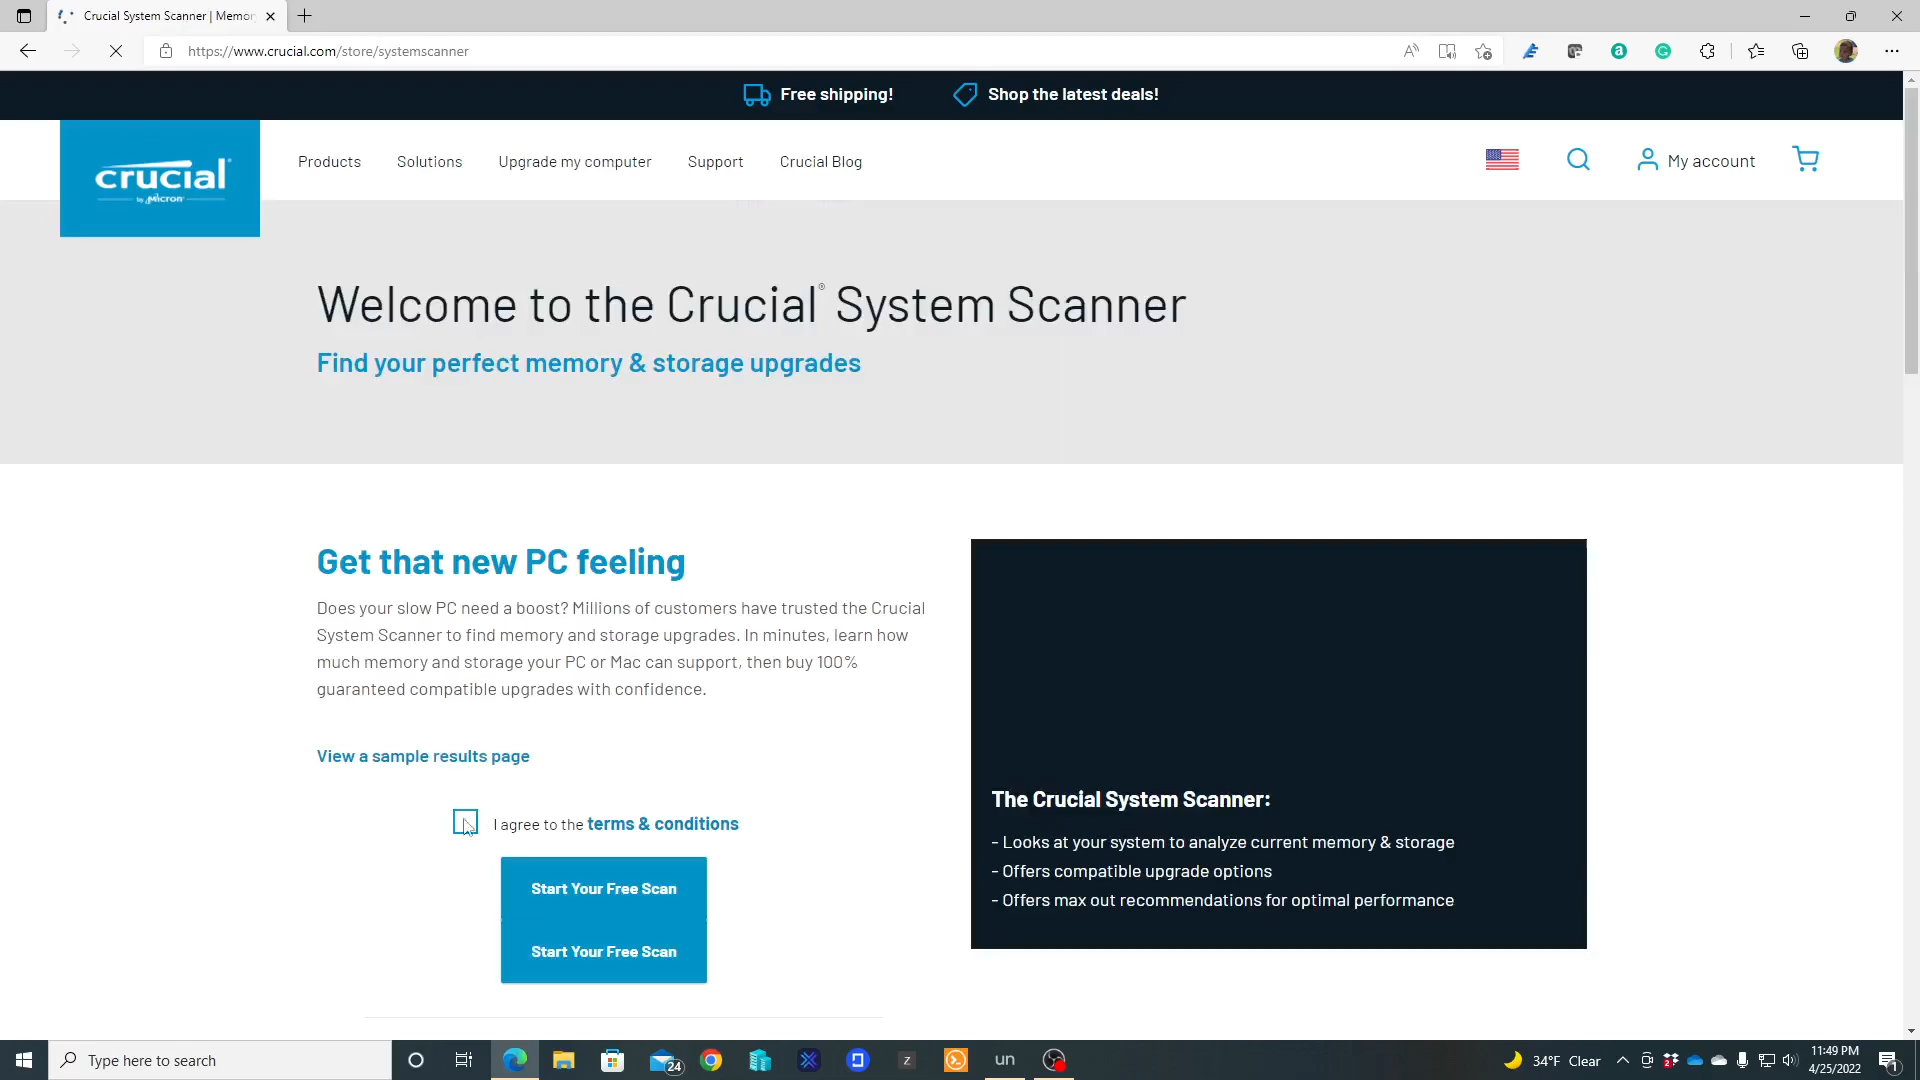 Crucial System Scanner | Memor
https://www.crucial.com/store/systemscanner
Free shipping!
Shop the latest deals!
crucial
by Micron
Products
Solutions
Upgrade my computer
Support
Crucial Blog
My account
Welcome to the Crucial® System Scanner
Find your perfect memory & storage upgrades
Get that new PC feeling
Does your slow PC need a boost? Millions of customers have trusted the Crucial
System Scanner to find memory and storage upgrades. In minutes, learn how
much memory and storage your PC or Mac can support, then buy 100%
guaranteed compatible upgrades with confidence.
View a sample results page
I agree to the terms & conditions
Start Your Free Scan
Start Your Free Scan
The Crucial System Scanner:
- Looks at your system to analyze current memory & storage
- Offers compatible upgrade options
- Offers max out recommendations for optimal performance
Type here to search
24
Z
un
34°F Clear
11:49 PM
4/25/2022
1